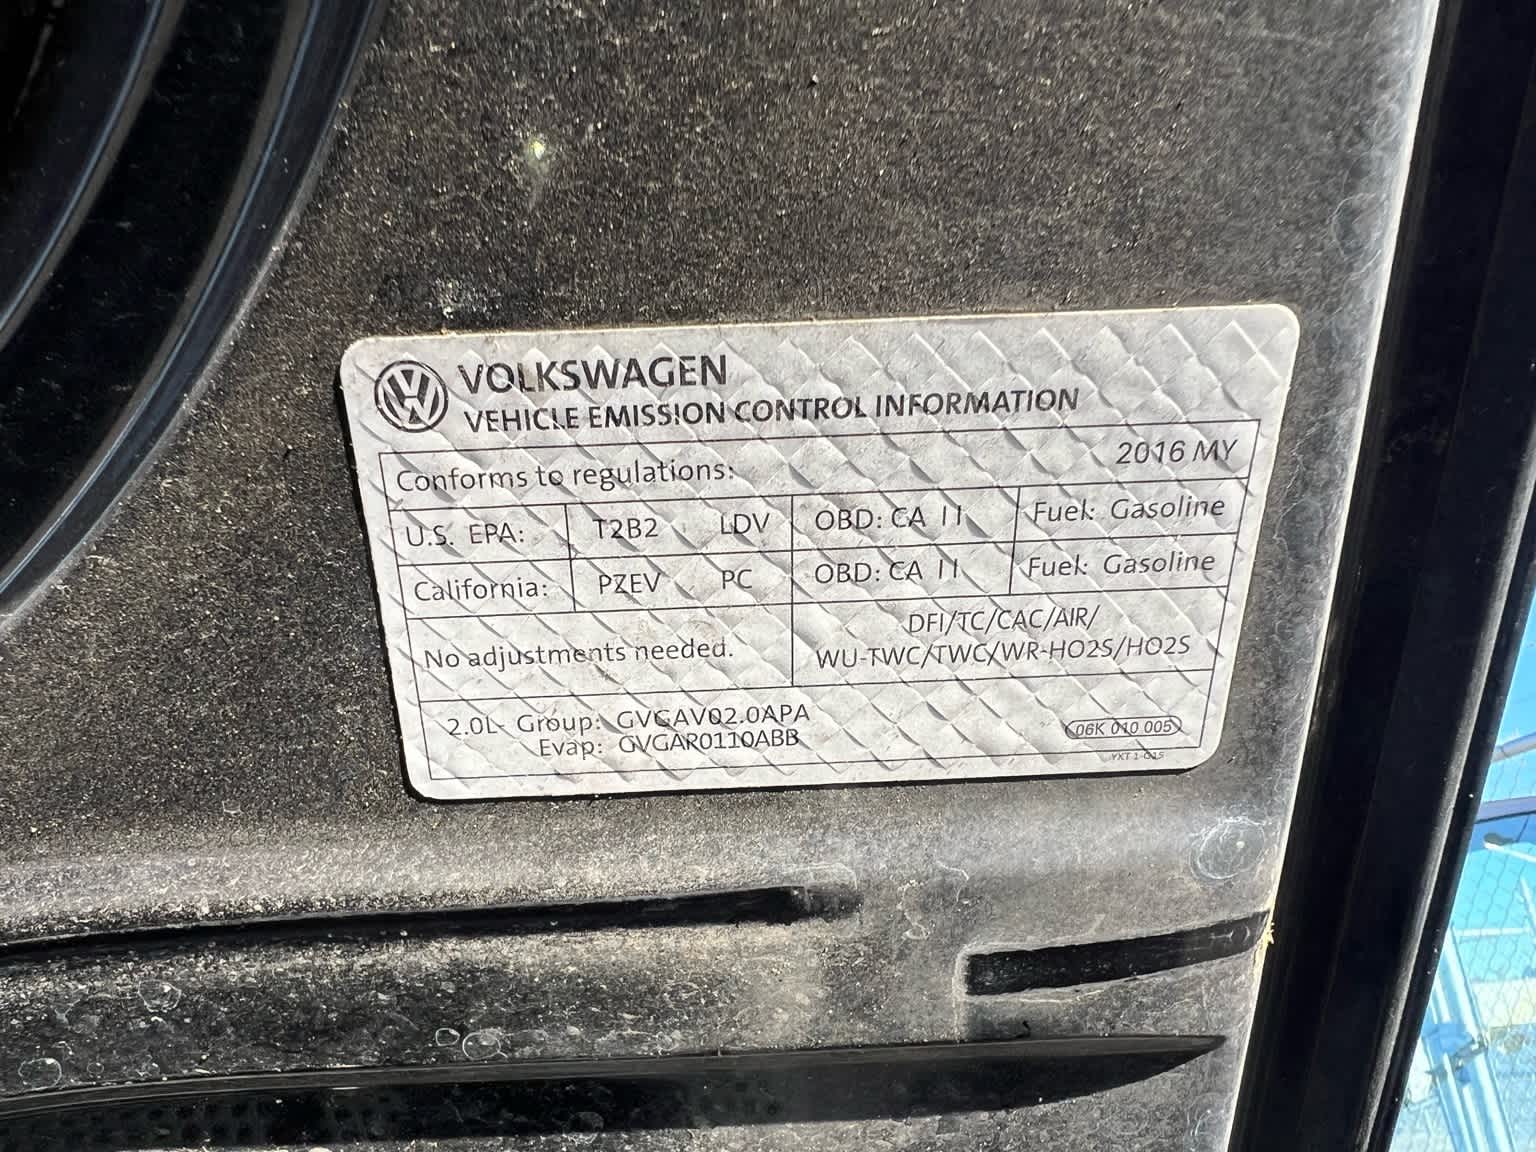 VOLKSWAGEN
VEHICLE EMISSION CONTROL INFORMATION
Conforms to regulations: 2016 MY
U.S. EPA: T2B2 LDV OBD: CA II Fuel: Gasoline
California: PZEV PC OBD: CA II Fuel: Gasoline
No adjustments needed.
DFI/TC/CAC/AIR/
WU-TWC/TWC/WR-HO2S/HO2S
2.0L- Group: GVGAV02.0APA
Evap: GVGAR0110ABB
06K 010 005